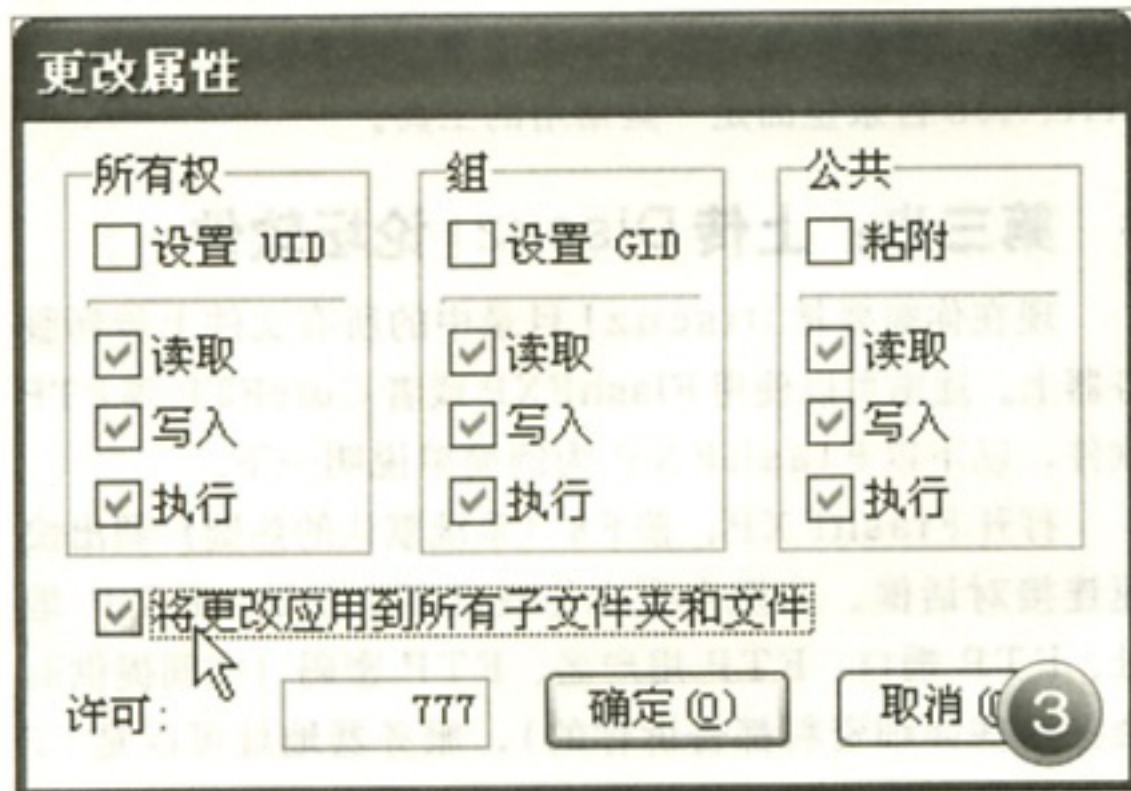 更改属性
所有权 组 公共
设置 UID 设置 GID 粘附
读取 读取 读取
写入 写入 写入
执行 执行 执行
将更改应用到所有子文件夹和文件
许可: 777 确定(O) 取消(
3